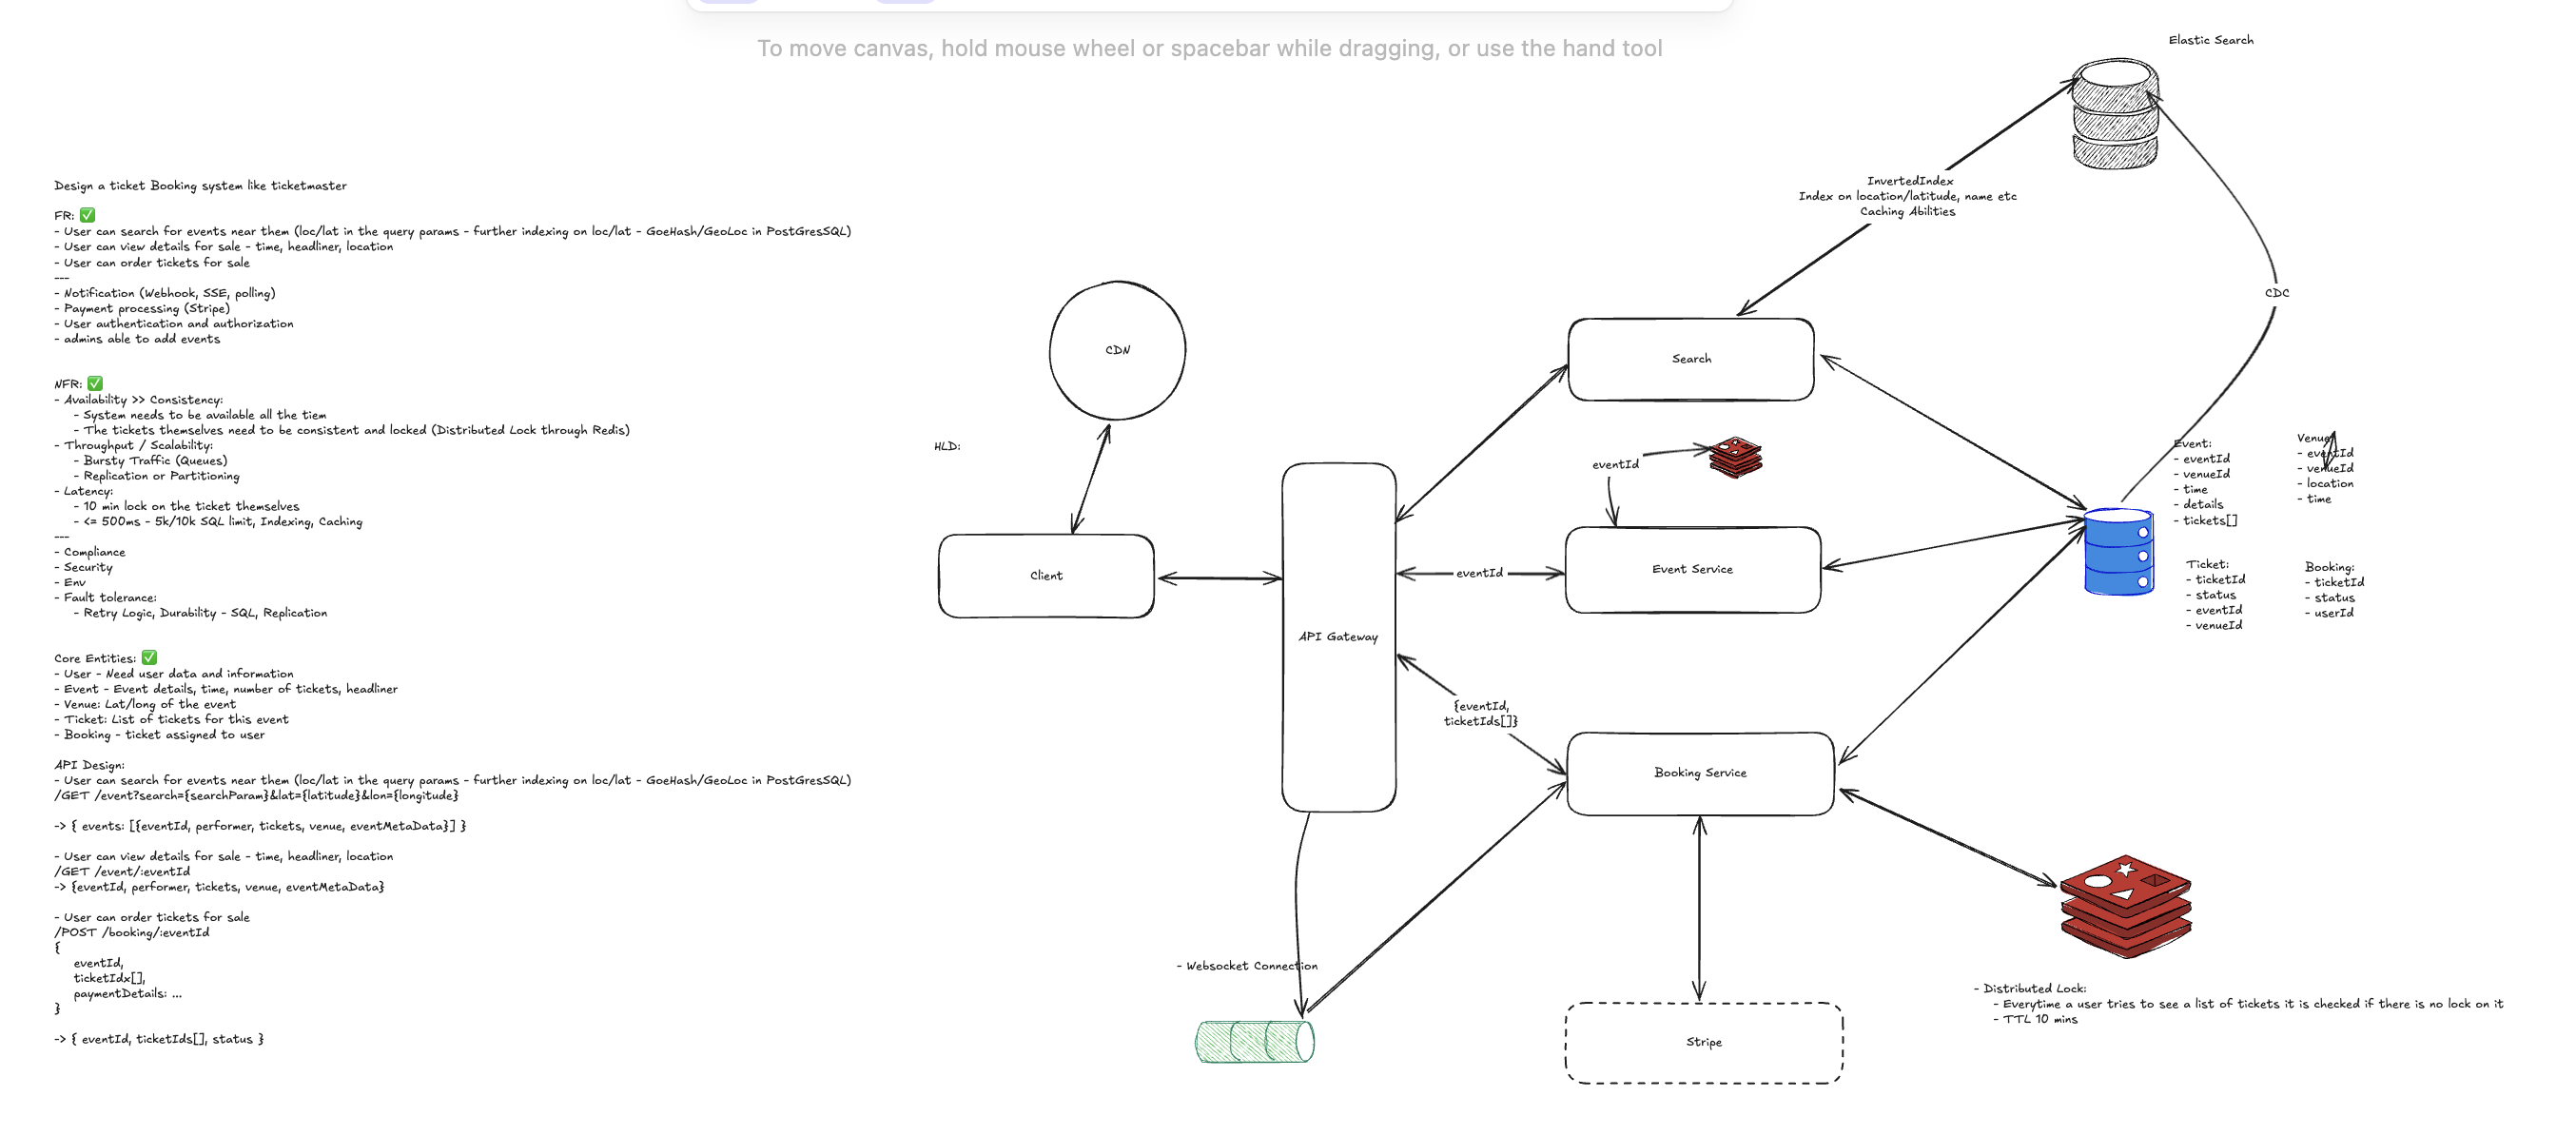 To move canvas, hold mouse wheel or spacebar while dragging, or use the hand tool
Design a ticket Booking system like ticketmaster
FR: ✅
- User can search for events near them (loc/lat in the query params - further indexing on loc/lat - GoeHash/GeoLoc in PostGresSQL)
- User can view details for sale - time, headliner, location
- User can order tickets for sale
---
- Notification (Webhook, SSE, polling)
- Payment processing (Stripe)
- User authentication and authorization
- admins able to add events
NFR: ✅
- Availability >> Consistency:
- System needs to be available all the tiem
- The tickets themselves need to be consistent and locked (Distributed Lock through Redis)
- Throughput / Scalability:
- Bursty Traffic (Queues)
- Replication or Partitioning
- Latency:
- 10 min lock on the ticket themselves
- <= 500ms - 5k/10k SQL limit, Indexing, Caching
---
- Compliance
- Security
- Env
- Fault tolerance:
- Retry Logic, Durability - SQL, Replication
Core Entities: ✅
- User - Need user data and information
- Event - Event details, time, number of tickets, headliner
- Venue: Lat/long of the event
- Ticket: List of tickets for this event
- Booking - ticket assigned to user
API Design:
- User can search for events near them (loc/lat in the query params - further indexing on loc/lat - GoeHash/GeoLoc in PostGresSQL)
/GET /event?search={searchParam}&lat={latitude}&lon={longitude}
-> { events: [{eventId, performer, tickets, venue, eventMetaData}] }
- User can view details for sale - time, headliner, location
/GET /event/:eventId
-> {eventId, performer, tickets, venue, eventMetaData}
- User can order tickets for sale
/POST /booking/:eventId
{
eventId,
ticketIdx[],
paymentDetails: ...
}
-> { eventId, ticketIds[], status }
HLD:
CDN
Client
API Gateway
- Websocket Connection
Search
eventId
eventId
Event Service
{eventId,
ticketIds[]}
Booking Service
Stripe
Elastic Search
InvertedIndex
Index on location/latitude, name etc
Caching Abilities
CDC
Event:
- eventId
- venueId
- time
- details
- tickets[]
Venue
- eventId
- venueId
- location
- time
Ticket:
- ticketId
- status
- eventId
- venueId
Booking:
- ticketId
- status
- userId
- Distributed Lock:
- Everytime a user tries to see a list of tickets it is checked if there is no lock on it
- TTL 10 mins